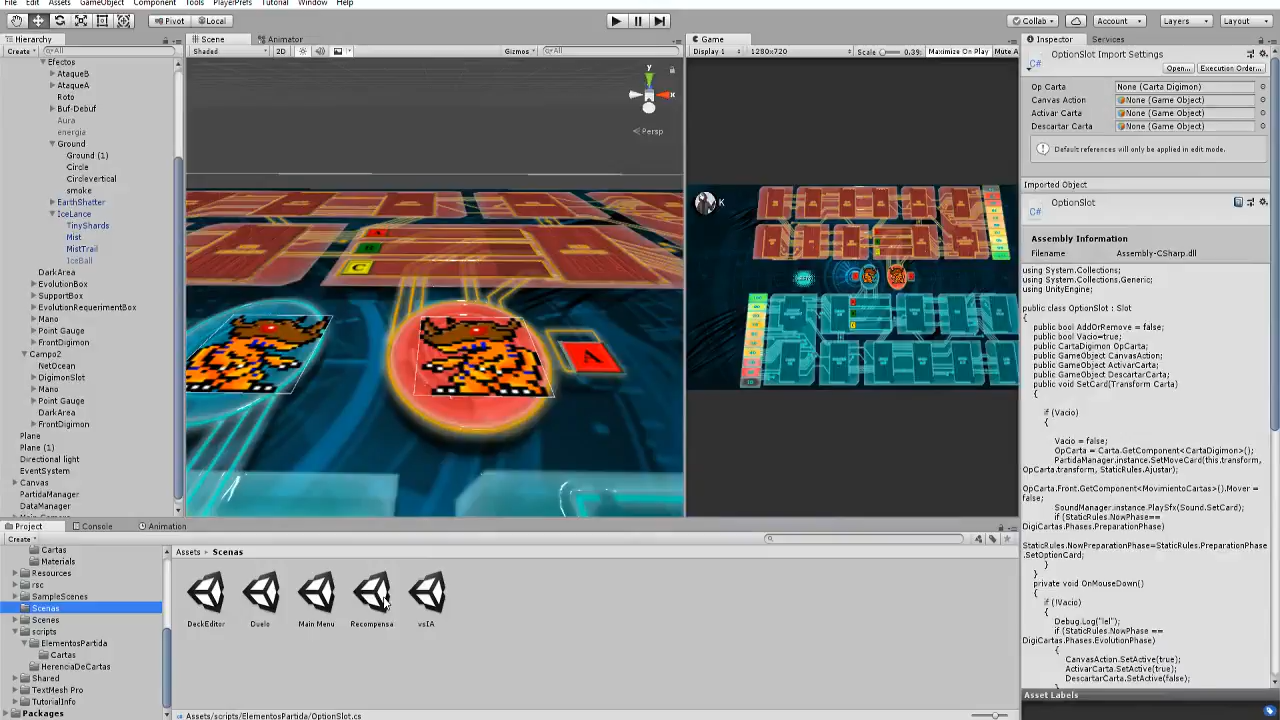 File Edit Assets GameObject Component Tools PlayerPrefs Tutorial Window Help
Pivot Local
Collab Account Layers Layout
Hierarchy
Create All
Efectos
AtaqueB
AtaqueA
Roto
Buf-Debuf
Aura
energia
Ground
Ground (1)
Circle
Circlevertical
smoke
EarthShatter
IceLance
TinyShards
Mist
MistTrail
IceBall
DarkArea
EvolutionBox
SupportBox
EvolutionRequerimentBox
Mano
Point Gauge
FrontDigimon
Campo2
NetOcean
DigimonSlot
Mano
Point Gauge
DarkArea
FrontDigimon
Plane
Plane (1)
Directional light
EventSystem
Canvas
PartidaManager
DataManager
Scene Animator
Shaded 2D Gizmos All
y
x
Persp
A
B
C
A
Game
Display 1 1280x720 Scale 0.39: Maximize On Play Mute A
K
Inspector Services
OptionSlot Import Settings
Open... Execution Order...
Op Carta None (Carta Digimon)
Canvas Action None (Game Object)
Activar Carta None (Game Object)
Descartar Carta None (Game Object)
Default references will only be applied in edit mode.
Imported Object
OptionSlot
Assembly Information
Filename Assembly-CSharp.dll
using System.Collections;
using System.Collections.Generic;
using UnityEngine;
public class OptionSlot : Slot
{
public bool AddOrRemove = false;
public bool Vacio=true;
public CartaDigimon OpCarta;
public GameObject CanvasAction;
public GameObject ActivarCarta;
public GameObject DescartarCarta;
public void SetCard(Transform Carta)
{
if (Vacio)
{
Vacio = false;
OpCarta = Carta.GetComponent<CartaDigimon>();
PartidaManager.instance.SetMoveCard(this.transform,
OpCarta.transform, StaticRules.Ajustar);
OpCarta.Front.GetComponent<MovimientoCartas>().Mover =
false;
SoundManager.instance.PlaySfx(Sound.SetCard);
if (StaticRules.NowPhase==
DigiCartas.Phases.PreparationPhase)
StaticRules.NowPreparationPhase=StaticRules.PreparationPhase
.SetOptionCard;
}
}
private void OnMouseDown()
{
if (!Vacio)
{
Debug.Log("lel");
if (StaticRules.NowPhase ==
DigiCartas.Phases.EvolutionPhase)
{
CanvasAction.SetActive(true);
ActivarCarta.SetActive(true);
DescartarCarta.SetActive(false);
Asset Labels
Project Console Animation
Create
Cartas
Materials
Resources
rsc
SampleScenes
Scenas
Scenes
scripts
ElementosPartida
Cartas
HerenciaDeCartas
Shared
TextMesh Pro
TutorialInfo
Packages
Assets Scenas
DeckEditor Duelo Main Menu Recompensa vsIA
Assets/scripts/ElementosPartida/OptionSlot.cs